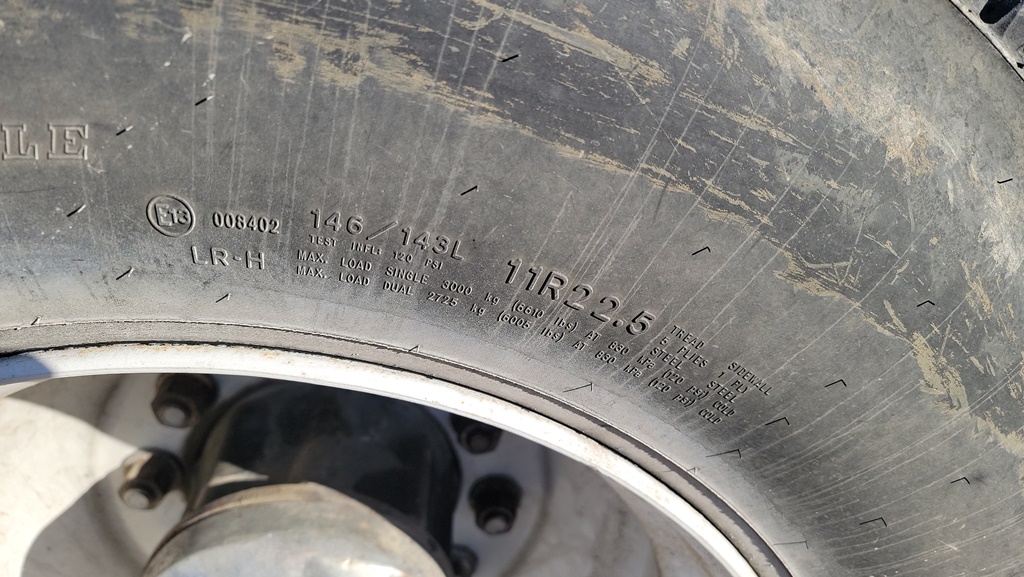 LE
E13 008402
LR-H
146/143L
TEST INFL: 120 PSI
MAX. LOAD SINGLE 3000 kg (6610 lbs) AT 830 kPa (120 PSI) COLD
MAX. LOAD DUAL 2725 kg (6005 lbs) AT 830 kPa (120 PSI) COLD
11R22.5
TREAD SIDEWALL
5 PLIES 1 PLY
STEEL STEEL